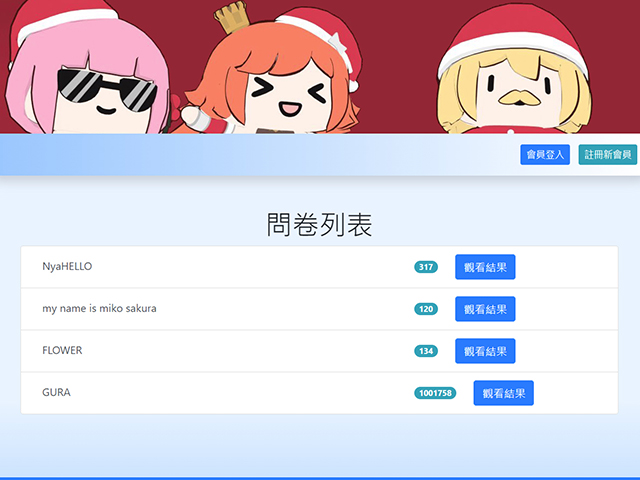 會員登入 註冊新會員
問卷列表
NyaHELLO 317 觀看結果
my name is miko sakura 120 觀看結果
FLOWER 134 觀看結果
GURA 1001758 觀看結果